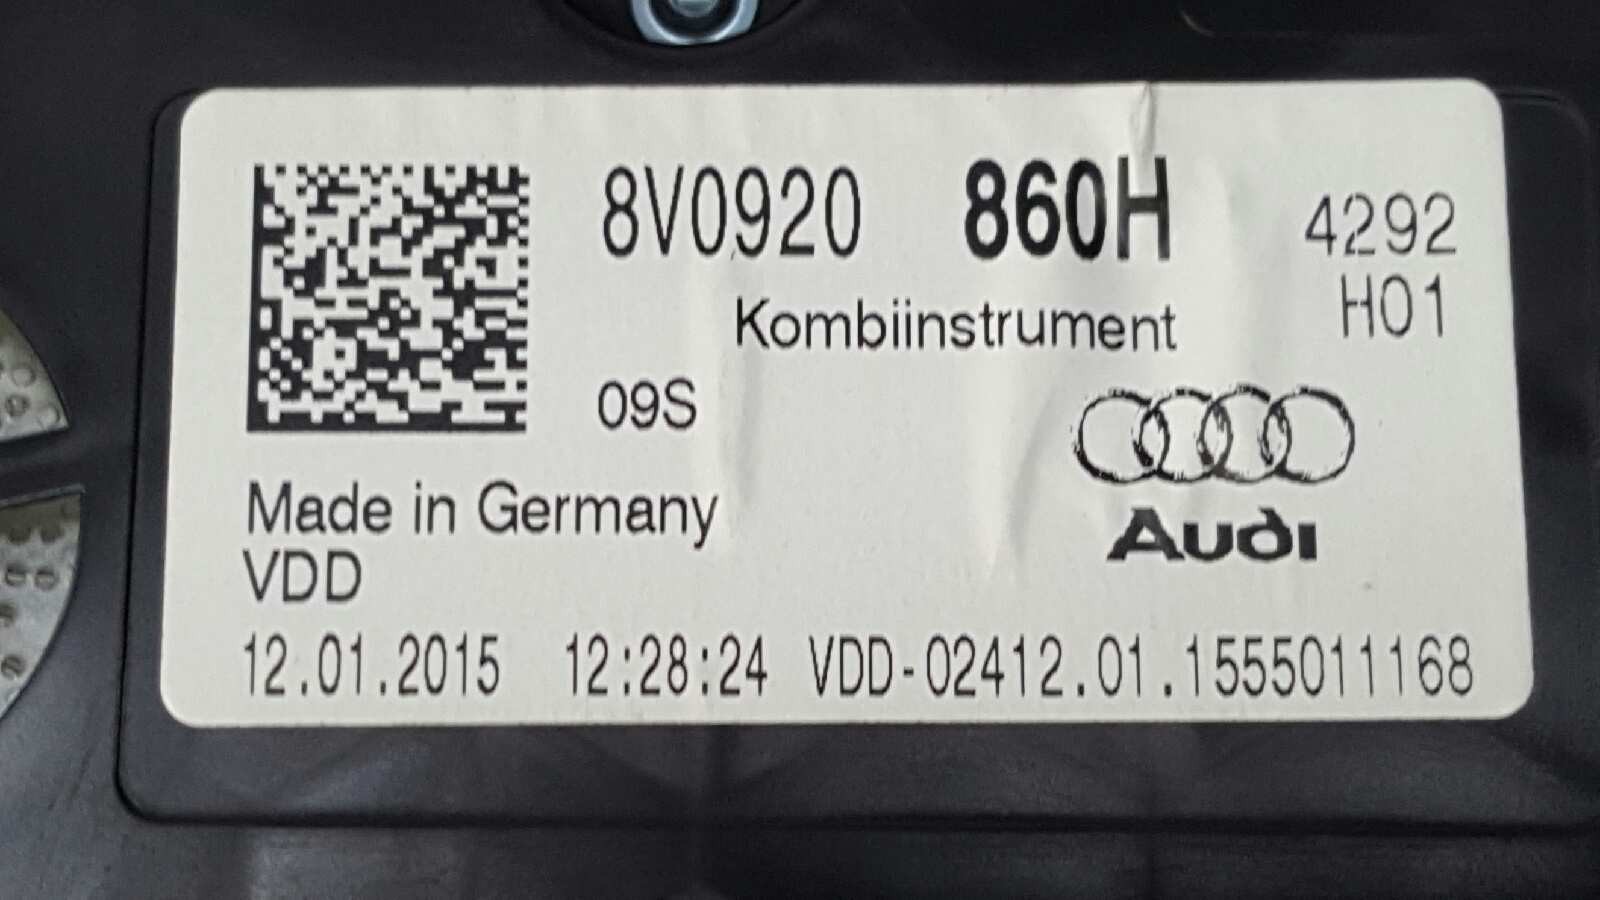 8V0920 860H 4292
H01
Kombiinstrument
09S
Audi
Made in Germany
VDD
12.01.2015 12:28:24 VDD-02412.01.1555011168